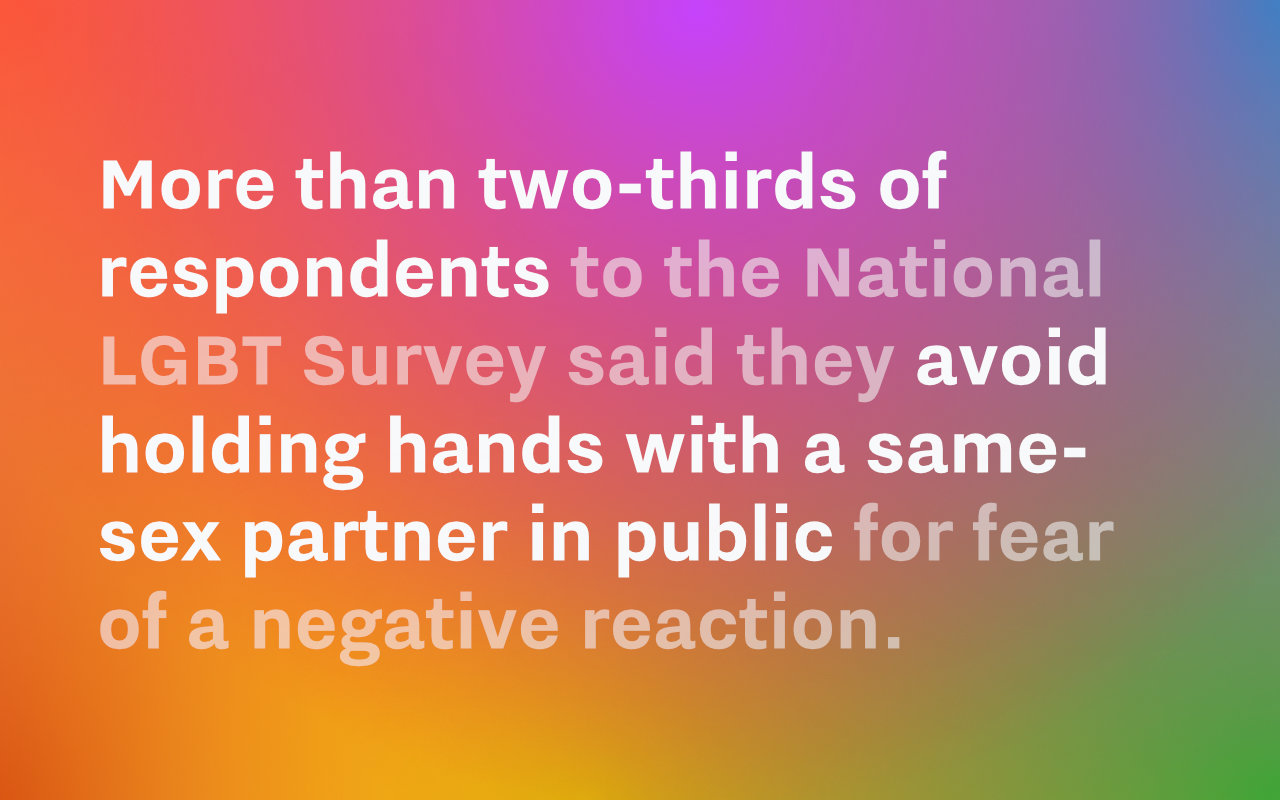 More than two-thirds of
respondents to the National
LGBT Survey said they avoid
holding hands with a same-
sex partner in public for fear
of a negative reaction.